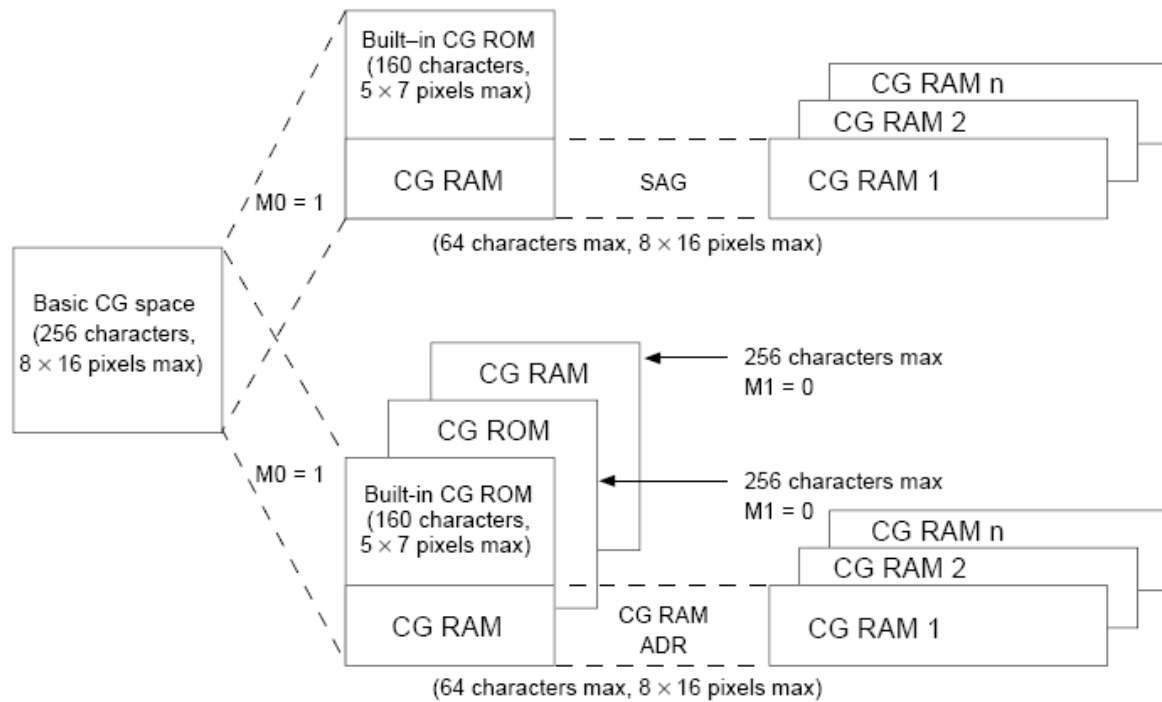 Built–in CG ROM
(160 characters,
5 × 7 pixels max)
CG RAM
M0 = 1
SAG
CG RAM n
CG RAM 2
CG RAM 1
(64 characters max, 8 × 16 pixels max)
Basic CG space
(256 characters,
8 × 16 pixels max)
CG RAM
256 characters max
M1 = 0
CG ROM
M0 = 1
256 characters max
M1 = 0
Built-in CG ROM
(160 characters,
5 × 7 pixels max)
CG RAM
CG RAM
ADR
CG RAM n
CG RAM 2
CG RAM 1
(64 characters max, 8 × 16 pixels max)